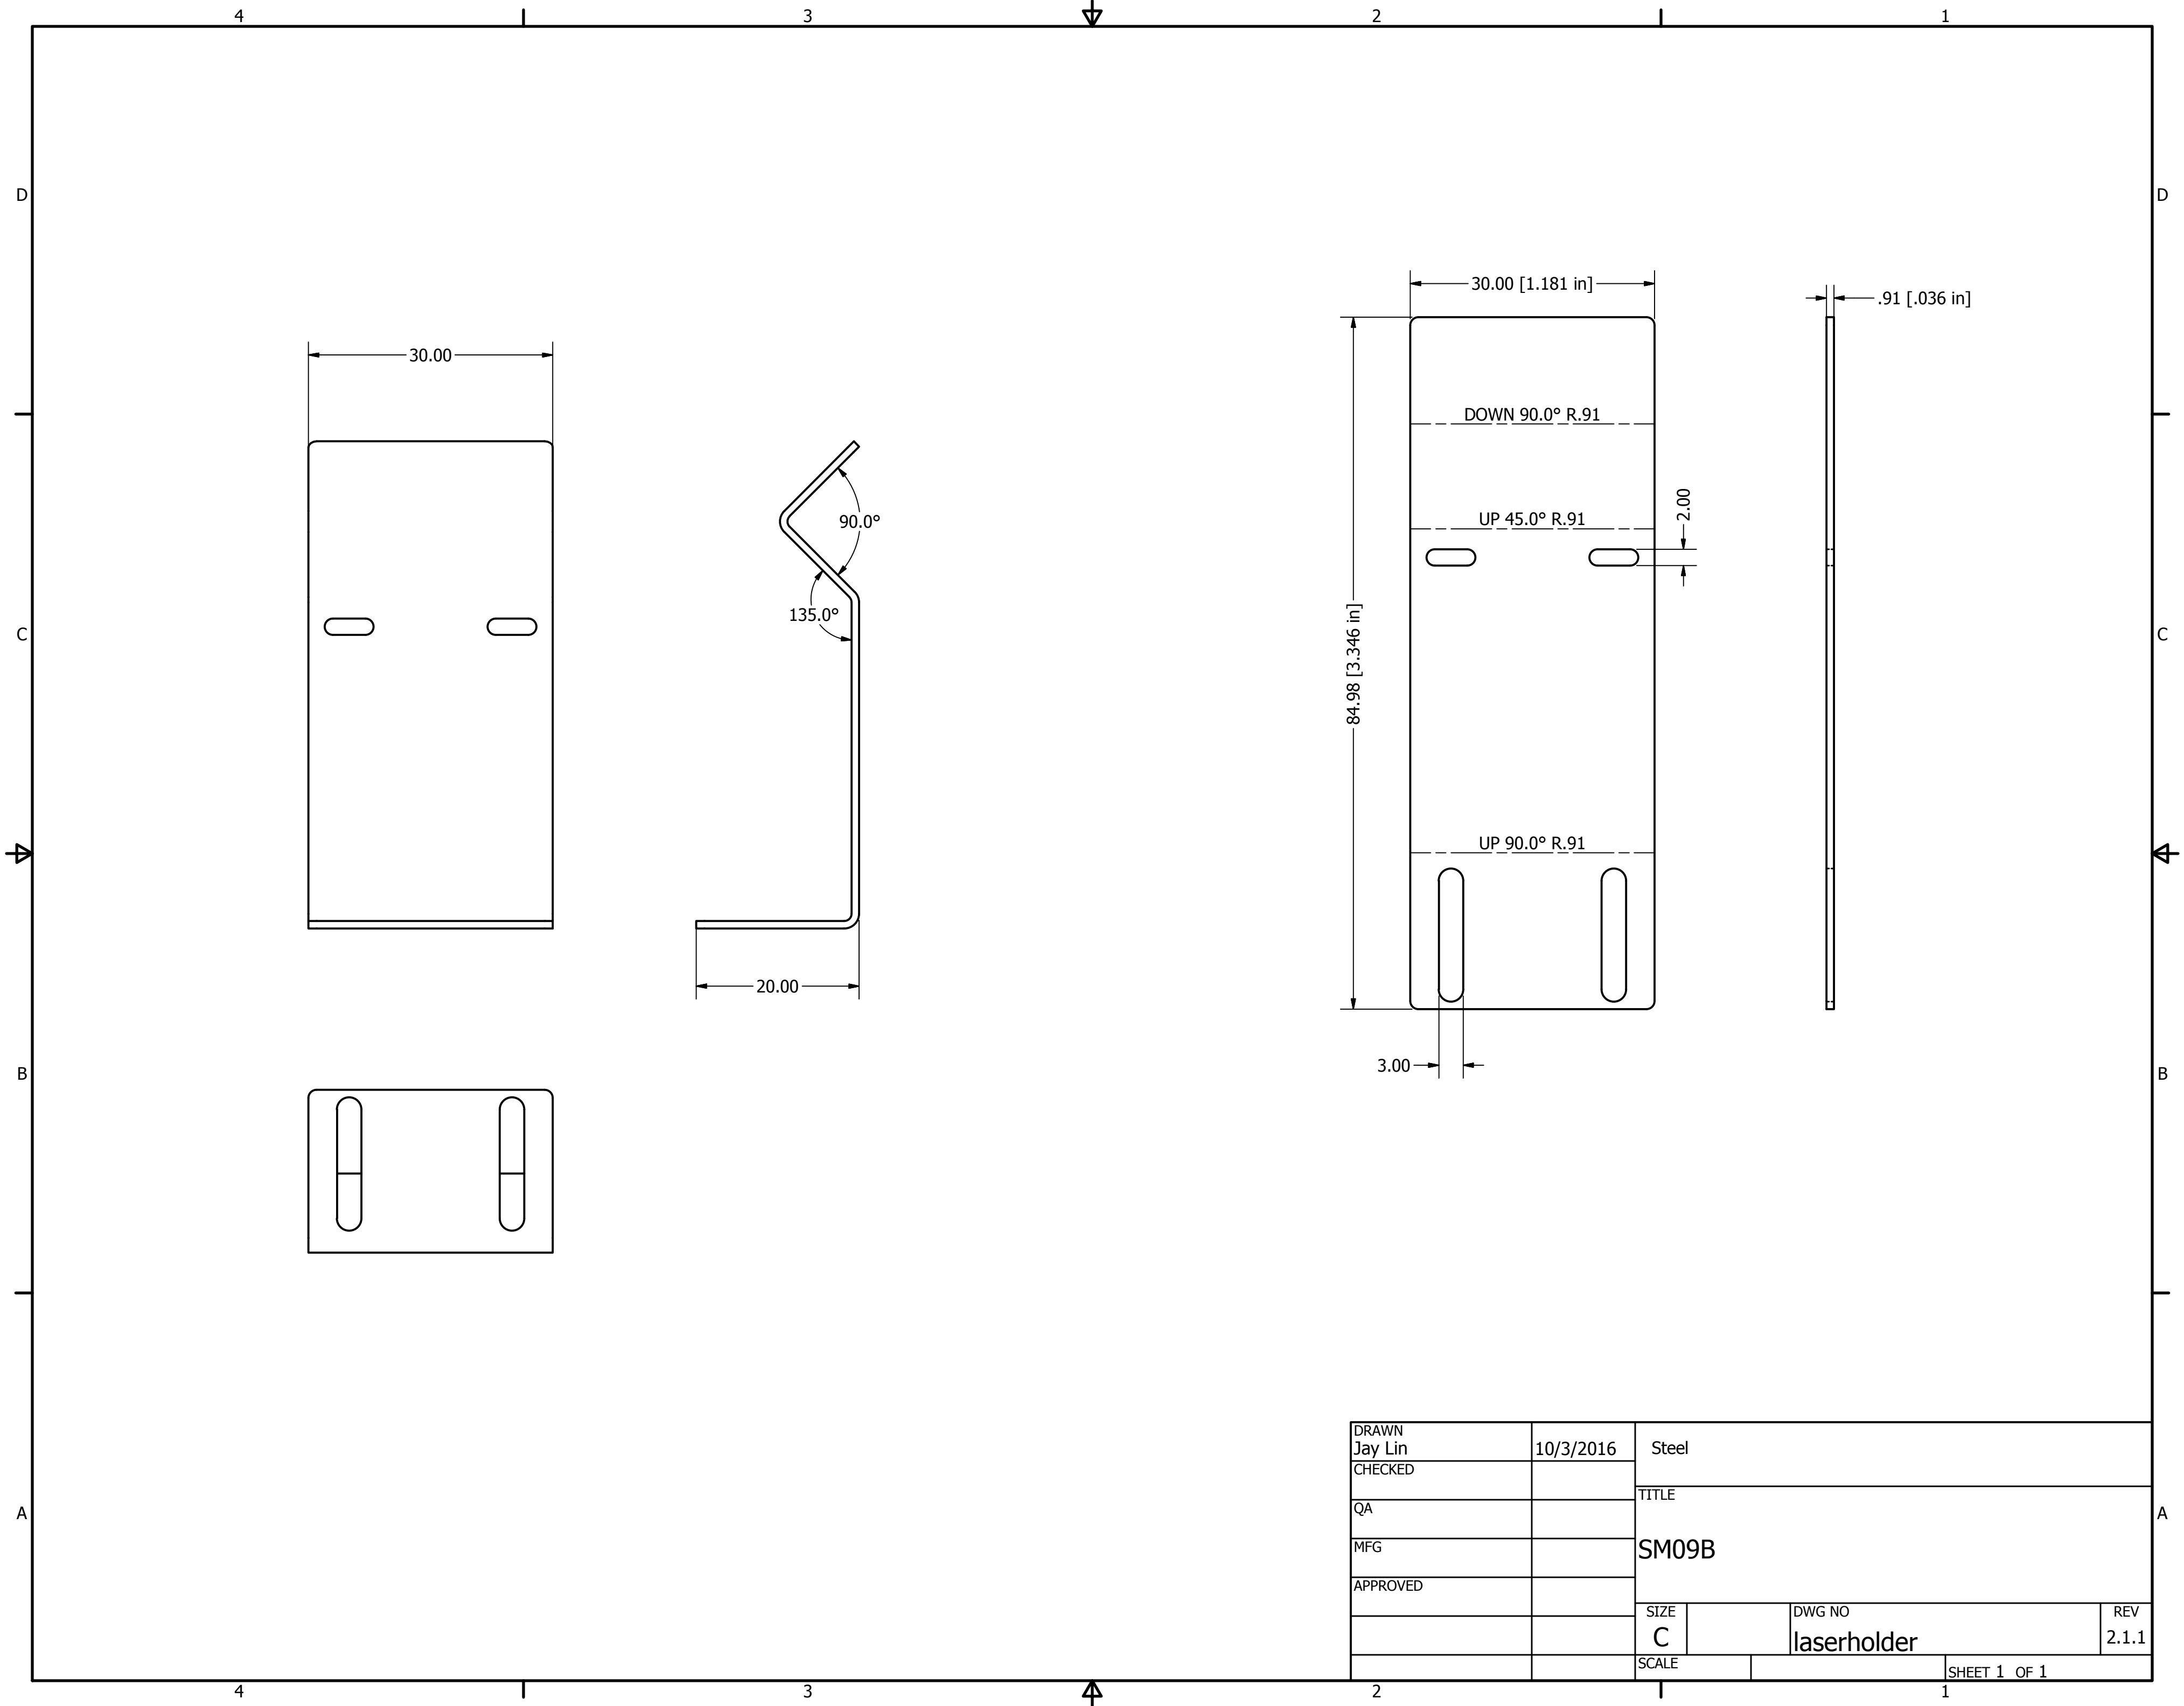 4 3 2 1
D D
30.00 [1.181 in]
.91 [.036 in]
30.00
DOWN 90.0° R.91
2.00
UP 45.0° R.91
90.0°
135.0°
84.98 [3.346 in]
C C
UP 90.0° R.91
20.00
3.00
B B
DRAWN
Jay Lin 10/3/2016 Steel
CHECKED
TITLE
QA
A A
MFG
SM09B
APPROVED
SIZE DWG NO REV
C laserholder 2.1.1
SCALE
SHEET 1 OF 1
4 3 2 1